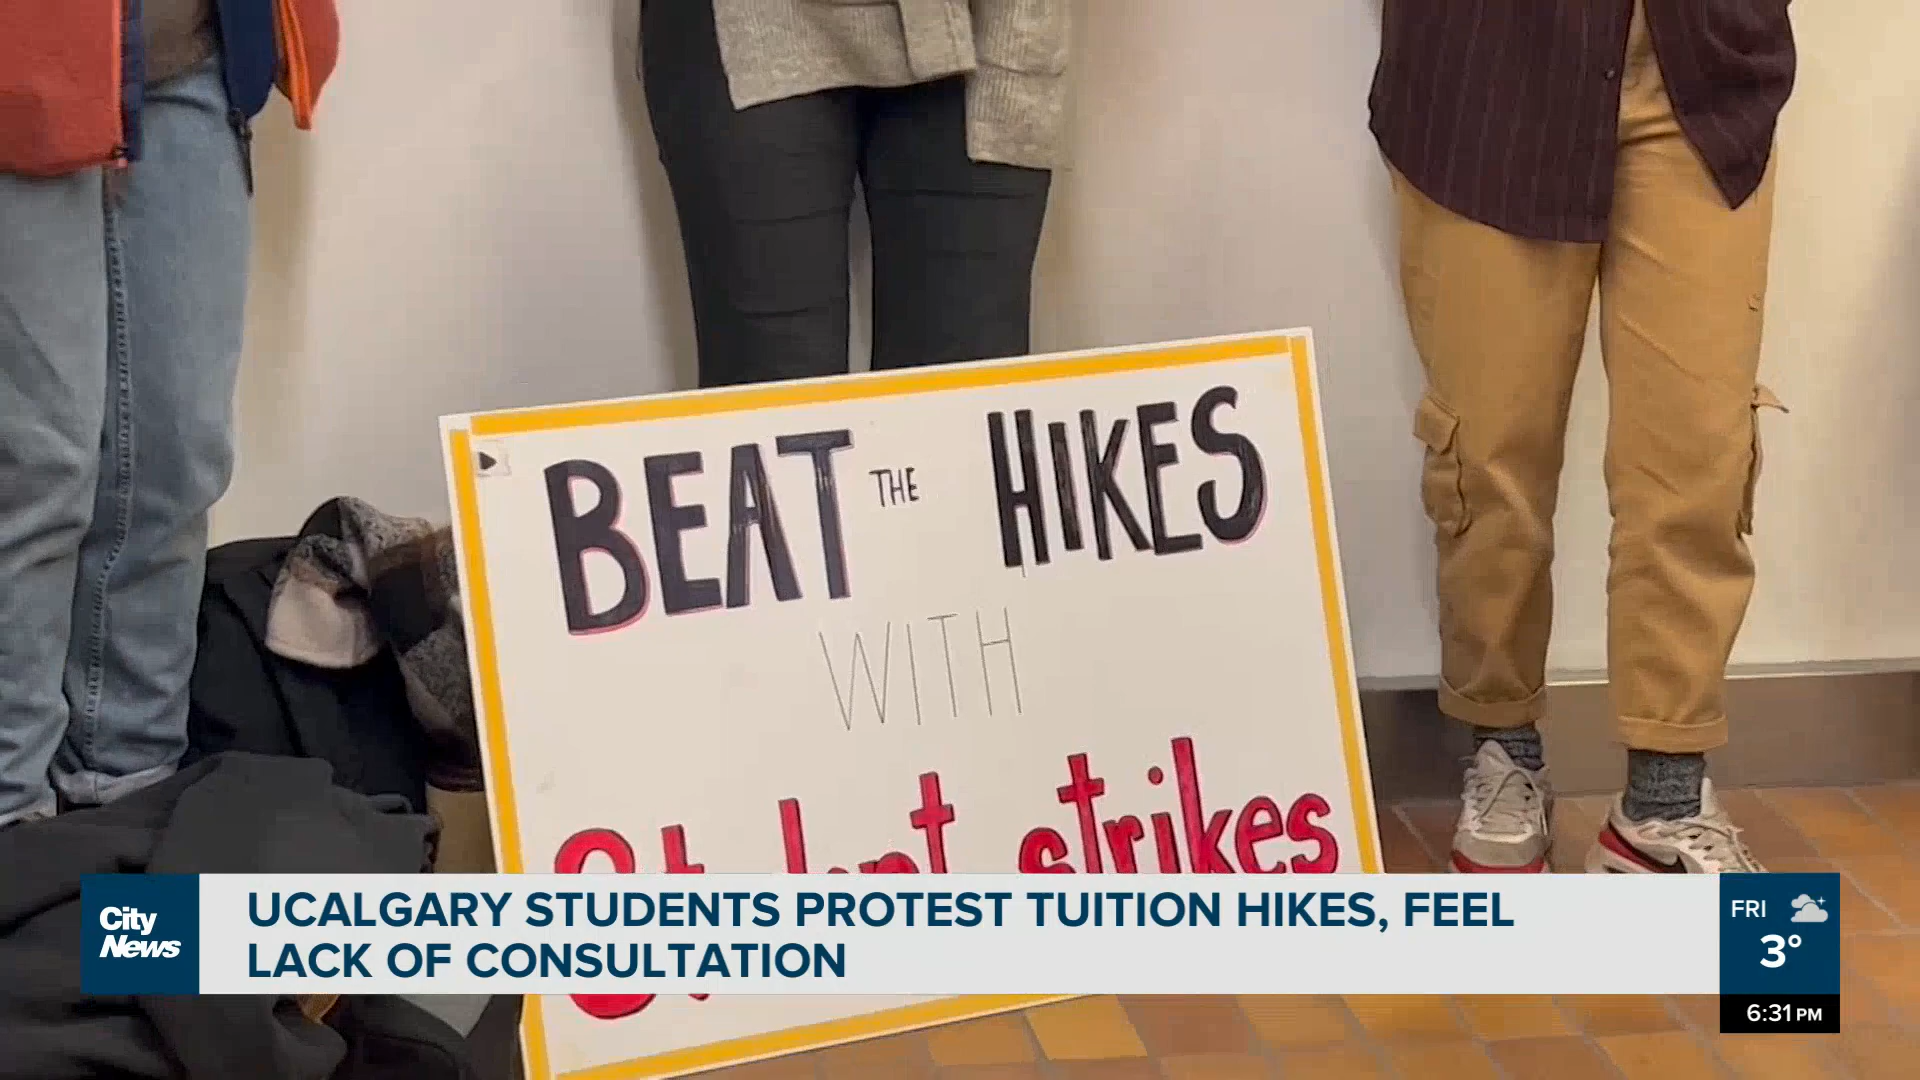 BEAT THE HIKES
WITH
Student strikes
City
News
UCALGARY STUDENTS PROTEST TUITION HIKES, FEEL
LACK OF CONSULTATION
FRI
3°
6:31 PM